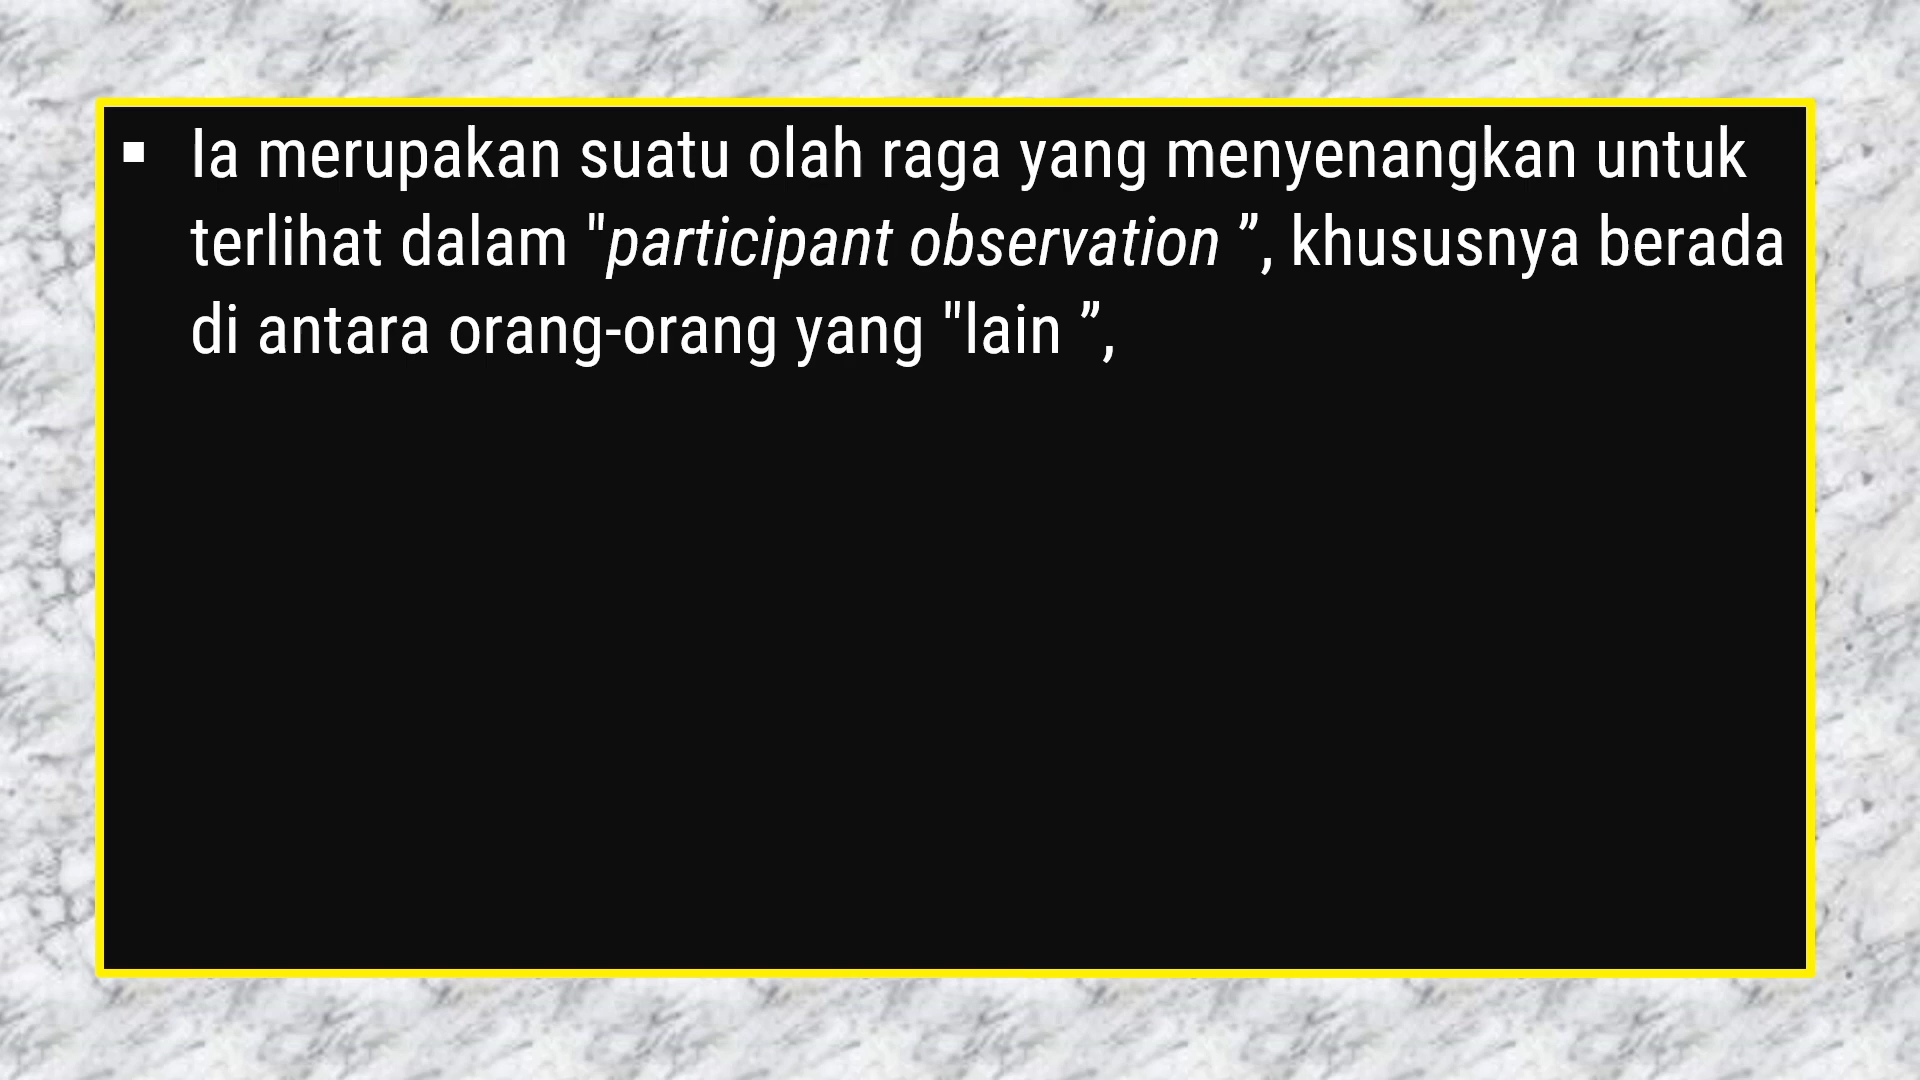 ▪ Ia merupakan suatu olah raga yang menyenangkan untuk
terlihat dalam "participant observation ”, khususnya berada
di antara orang-orang yang "lain ”,